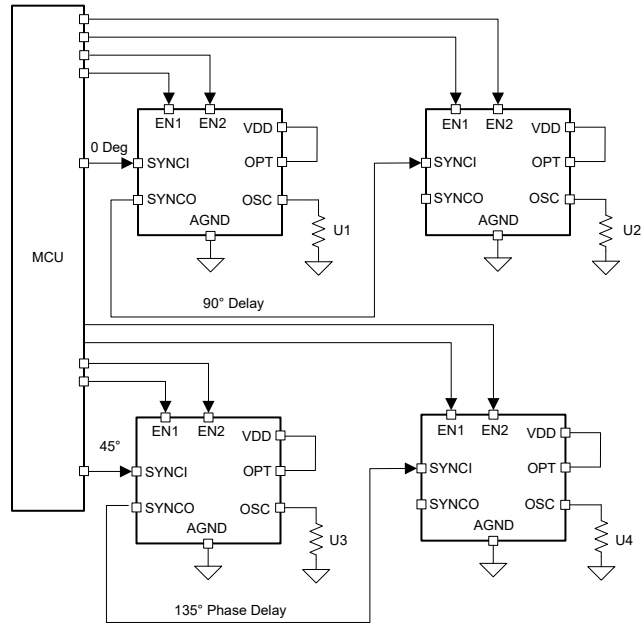 EN1 EN2
VDD
OPT
OSC
SYNCI
SYNCO
AGND
0 Deg
U1
EN1 EN2
VDD
OPT
OSC
SYNCI
SYNCO
AGND
U2
MCU
90° Delay
EN1 EN2
VDD
OPT
OSC
SYNCI
SYNCO
AGND
45°
U3
EN1 EN2
VDD
OPT
OSC
SYNCI
SYNCO
AGND
U4
135° Phase Delay